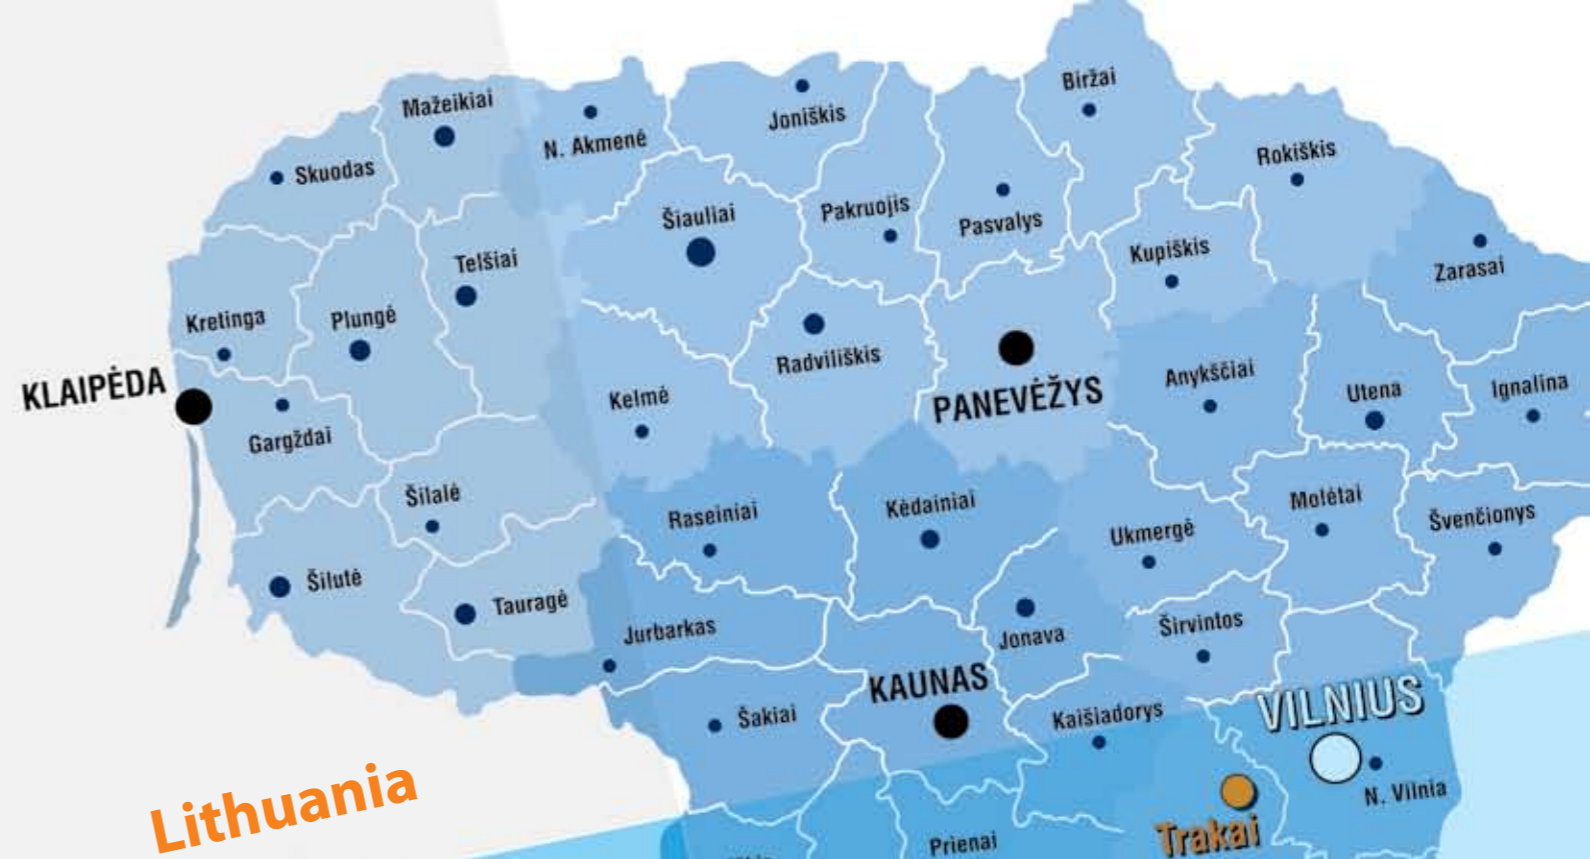 Biržai
Mažeikiai
Joniškis
N. Akmenė
Rokiškis
Skuodas
Šiauliai
Pakruojis
Pasvalys
Kupiškis
Telšiai
Zarasai
Kretinga
Plungė
Radviliškis
KLAIPĖDA
Kelmė
PANEVĖŽYS
Anykščiai
Utena
Ignalina
Gargždai
Šilalė
Raseiniai
Kėdainiai
Molėtai
Švenčionys
Ukmergė
Šilutė
Tauragė
Jurbarkas
Jonava
Širvintos
KAUNAS
Šakiai
Kaišiadorys
VILNIUS
N. Vilnia
Lithuania
Trakai
Prienai